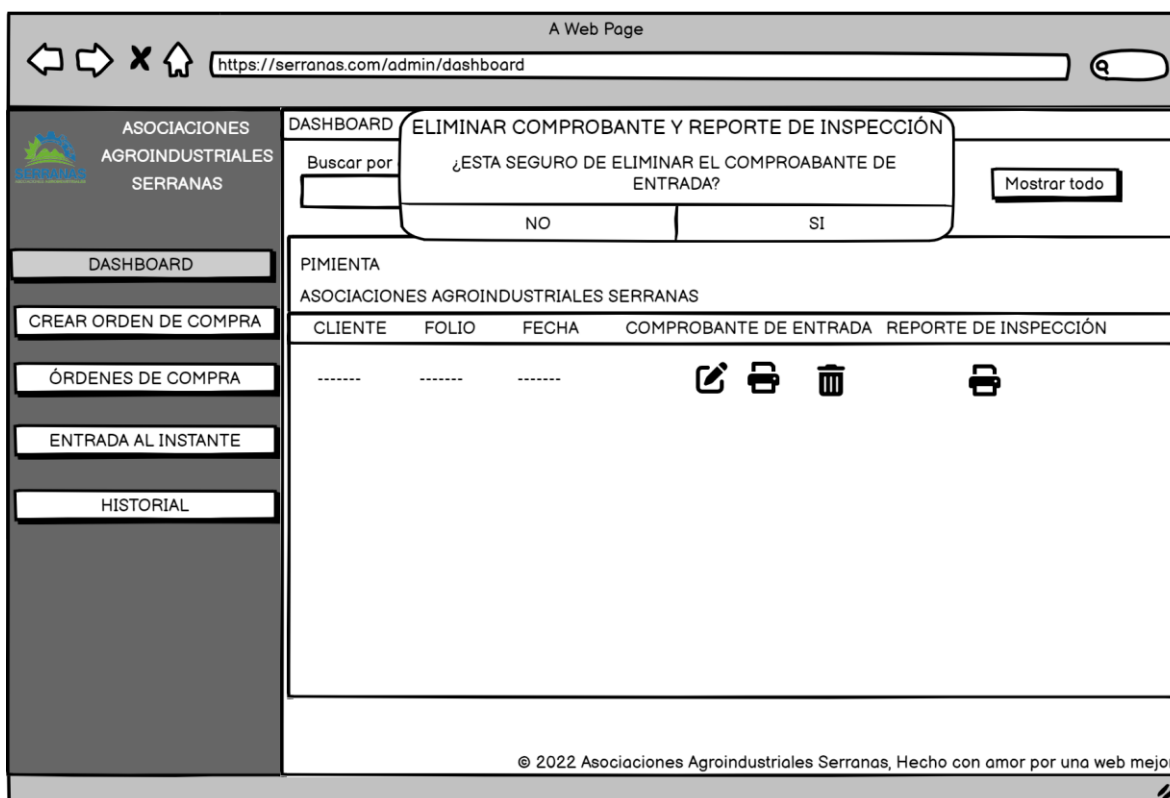 A Web Page
https://serranas.com/admin/dashboard
SERRANAS
ASOCIACIONES
AGROINDUSTRIALES
SERRANAS
DASHBOARD
CREAR ORDEN DE COMPRA
ÓRDENES DE COMPRA
ENTRADA AL INSTANTE
HISTORIAL
DASHBOARD
ELIMINAR COMPROBANTE Y REPORTE DE INSPECCIÓN
¿ESTA SEGURO DE ELIMINAR EL COMPROABANTE DE
ENTRADA?
NO SI
Buscar por
Mostrar todo
PIMIENTA
ASOCIACIONES AGROINDUSTRIALES SERRANAS
CLIENTE FOLIO FECHA COMPROBANTE DE ENTRADA REPORTE DE INSPECCIÓN
------- ------- -------
© 2022 Asociaciones Agroindustriales Serranas, Hecho con amor por una web mejo